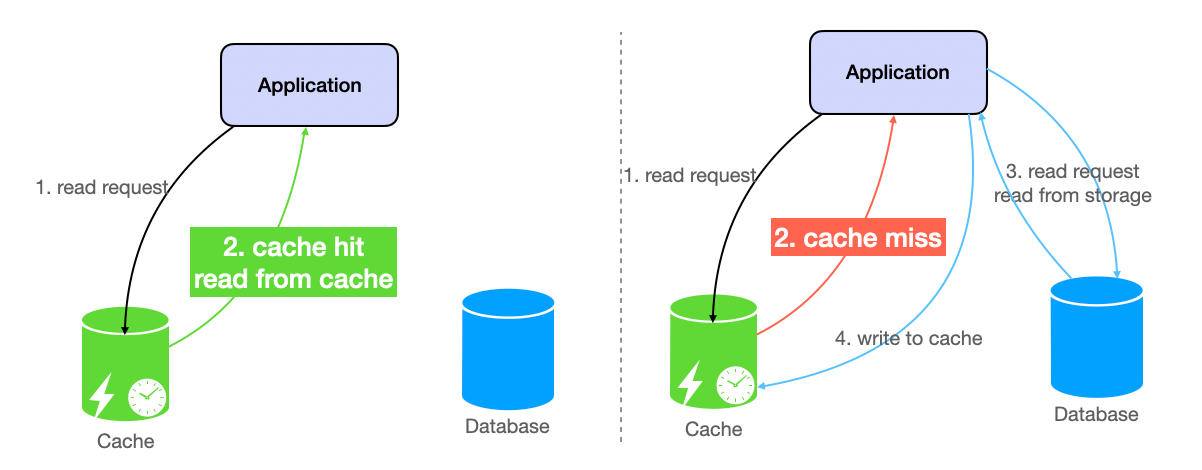 Application
1. read request
2. cache hit
read from cache
Cache
Database
Application
1. read request
2. cache miss
3. read request
read from storage
4. write to cache
Cache
Database